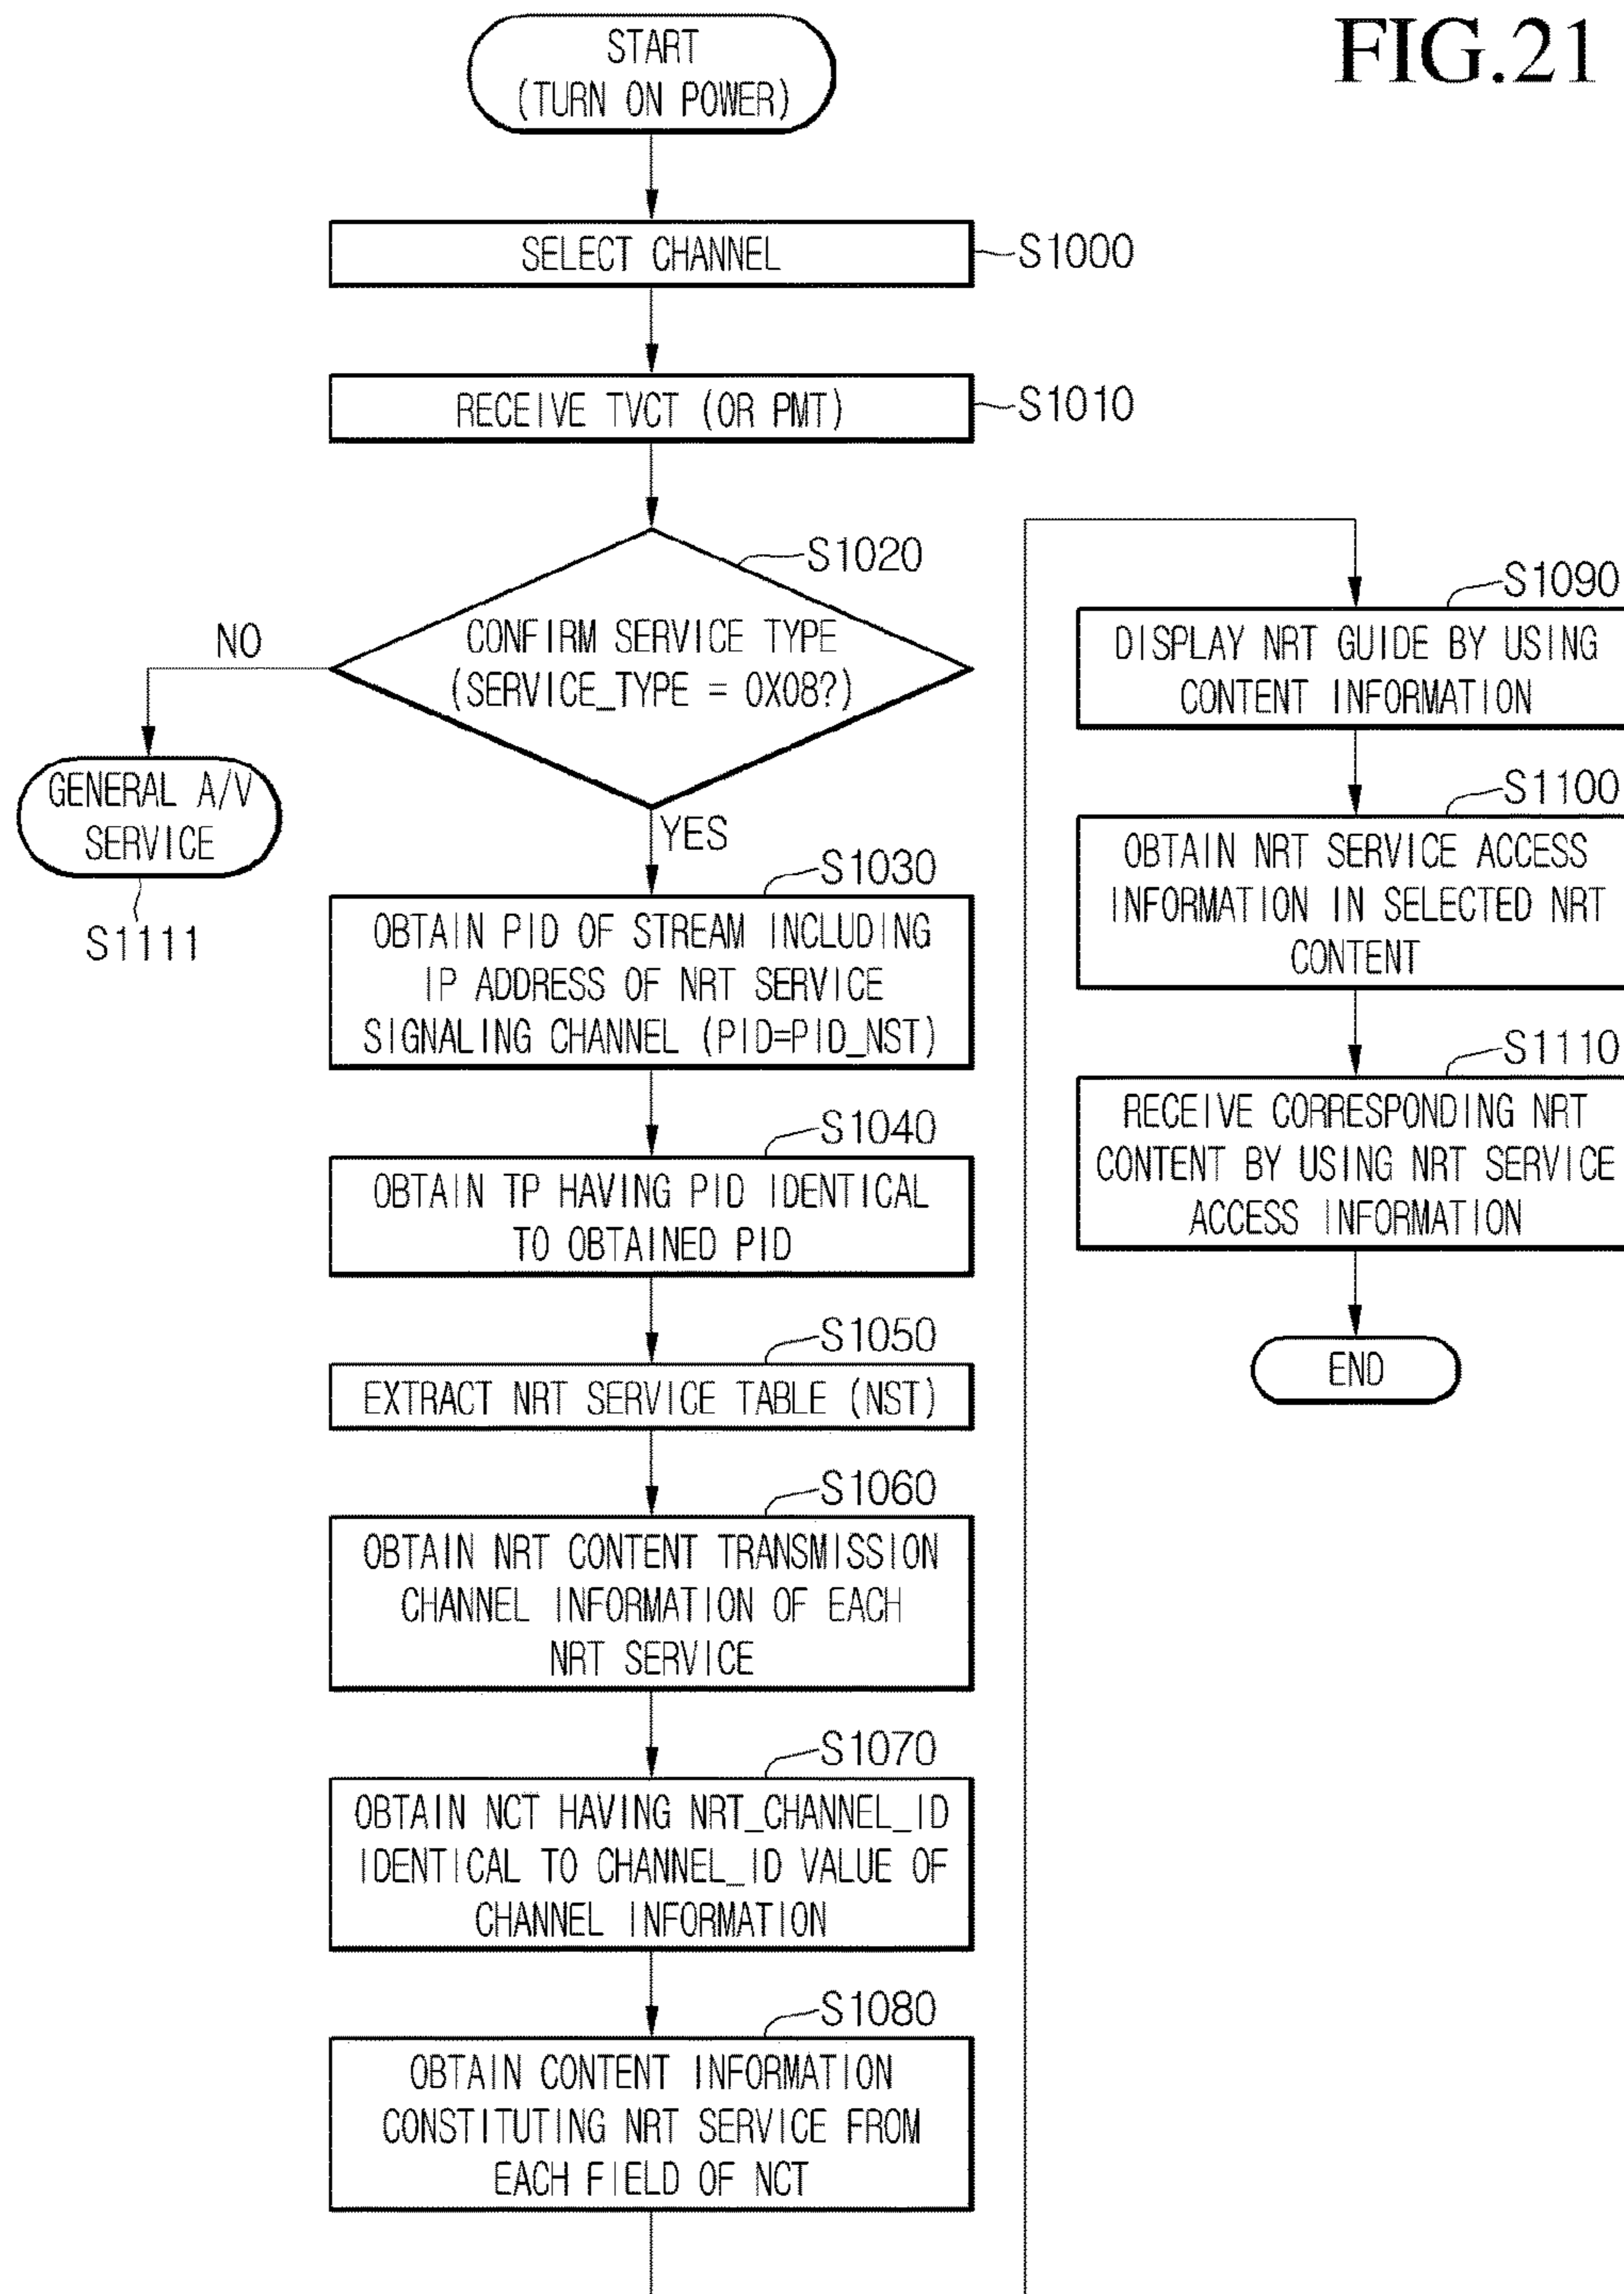 FIG.21
START
(TURN ON POWER)
SELECT CHANNEL
S1000
RECEIVE TVCT (OR PMT)
S1010
S1020
CONFIRM SERVICE TYPE
(SERVICE_TYPE = 0X08?)
NO
GENERAL A/V
SERVICE
S1111
YES
S1030
OBTAIN PID OF STREAM INCLUDING
IP ADDRESS OF NRT SERVICE
SIGNALING CHANNEL (PID=PID_NST)
S1040
OBTAIN TP HAVING PID IDENTICAL
TO OBTAINED PID
S1050
EXTRACT NRT SERVICE TABLE (NST)
S1060
OBTAIN NRT CONTENT TRANSMISSION
CHANNEL INFORMATION OF EACH
NRT SERVICE
S1070
OBTAIN NCT HAVING NRT_CHANNEL_ID
IDENTICAL TO CHANNEL_ID VALUE OF
CHANNEL INFORMATION
S1080
OBTAIN CONTENT INFORMATION
CONSTITUTING NRT SERVICE FROM
EACH FIELD OF NCT
S1090
DISPLAY NRT GUIDE BY USING
CONTENT INFORMATION
S1100
OBTAIN NRT SERVICE ACCESS
INFORMATION IN SELECTED NRT
CONTENT
S1110
RECEIVE CORRESPONDING NRT
CONTENT BY USING NRT SERVICE
ACCESS INFORMATION
END